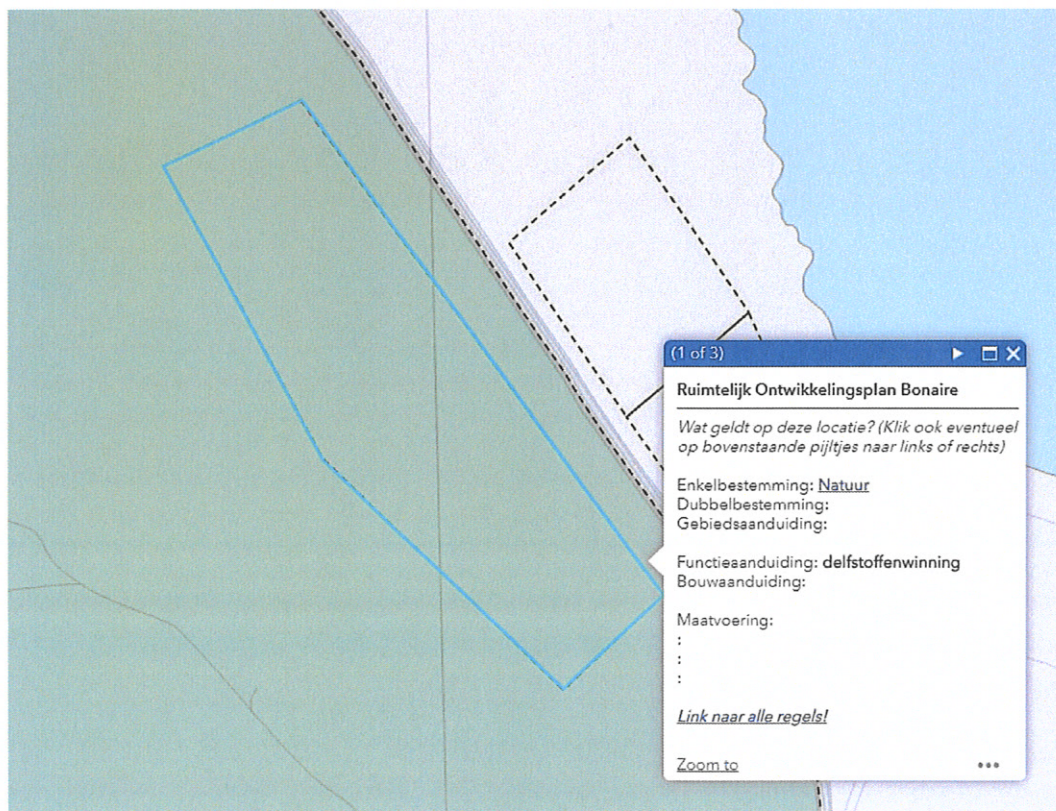 (1 of 3)
Ruimtelijk Ontwikkelingsplan Bonaire
Wat geldt op deze locatie? (Klik ook eventueel
op bovenstaande pijltjes naar links of rechts)
Enkelbestemming: Natuur
Dubbelbestemming:
Gebiedsaanduiding:
Functieaanduiding: delfstoffenwinning
Bouwaanduiding:
Maatvoering:
:
:
:
Link naar alle regels!
Zoom to